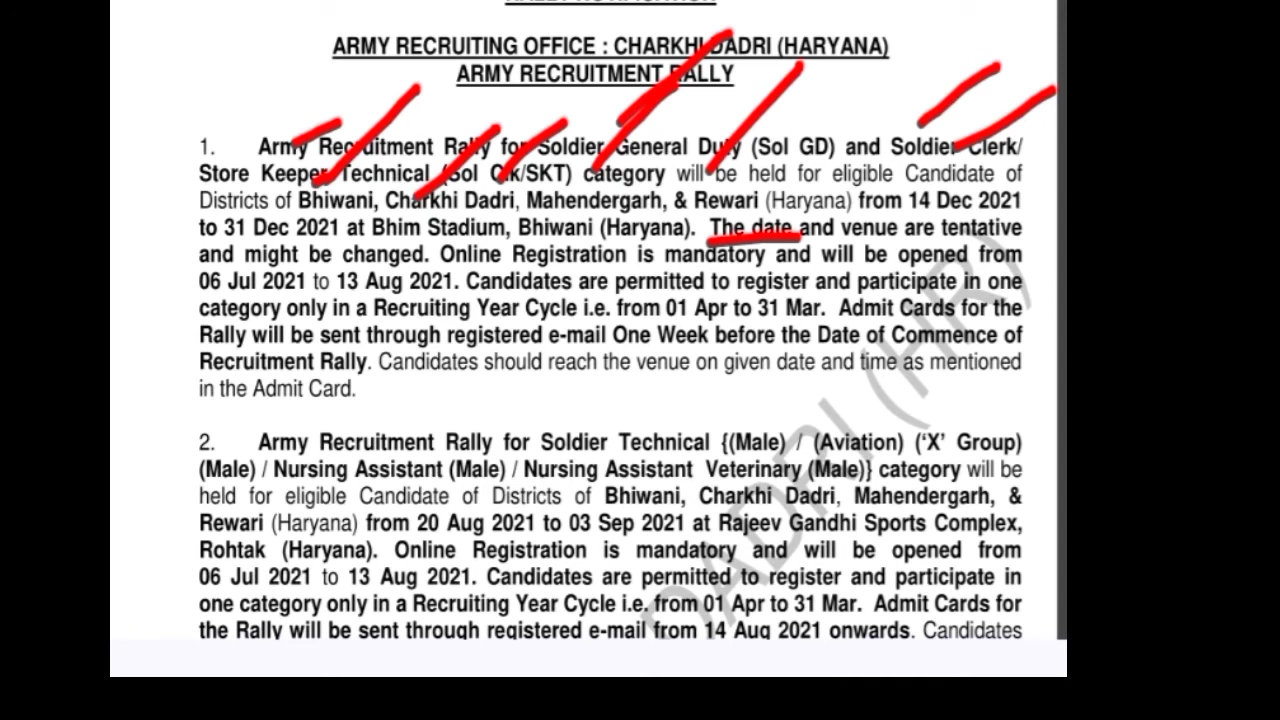 RALLY NOTIFICATION
ARMY RECRUITING OFFICE : CHARKHI DADRI (HARYANA)
ARMY RECRUITMENT RALLY
1. Army Recruitment Rally for Soldier General Duty (Sol GD) and Soldier Clerk/
Store Keeper Technical (Sol Clk/SKT) category will be held for eligible Candidate of
Districts of Bhiwani, Charkhi Dadri, Mahendergarh, & Rewari (Haryana) from 14 Dec 2021
to 31 Dec 2021 at Bhim Stadium, Bhiwani (Haryana). The date and venue are tentative
and might be changed. Online Registration is mandatory and will be opened from
06 Jul 2021 to 13 Aug 2021. Candidates are permitted to register and participate in one
category only in a Recruiting Year Cycle i.e. from 01 Apr to 31 Mar. Admit Cards for the
Rally will be sent through registered e-mail One Week before the Date of Commence of
Recruitment Rally. Candidates should reach the venue on given date and time as mentioned
in the Admit Card.
2. Army Recruitment Rally for Soldier Technical {(Male) / (Aviation) (‘X’ Group)
(Male) / Nursing Assistant (Male) / Nursing Assistant Veterinary (Male)} category will be
held for eligible Candidate of Districts of Bhiwani, Charkhi Dadri, Mahendergarh, &
Rewari (Haryana) from 20 Aug 2021 to 03 Sep 2021 at Rajeev Gandhi Sports Complex,
Rohtak (Haryana). Online Registration is mandatory and will be opened from
06 Jul 2021 to 13 Aug 2021. Candidates are permitted to register and participate in
one category only in a Recruiting Year Cycle i.e. from 01 Apr to 31 Mar. Admit Cards for
the Rally will be sent through registered e-mail from 14 Aug 2021 onwards. Candidates
DADRI (HR)